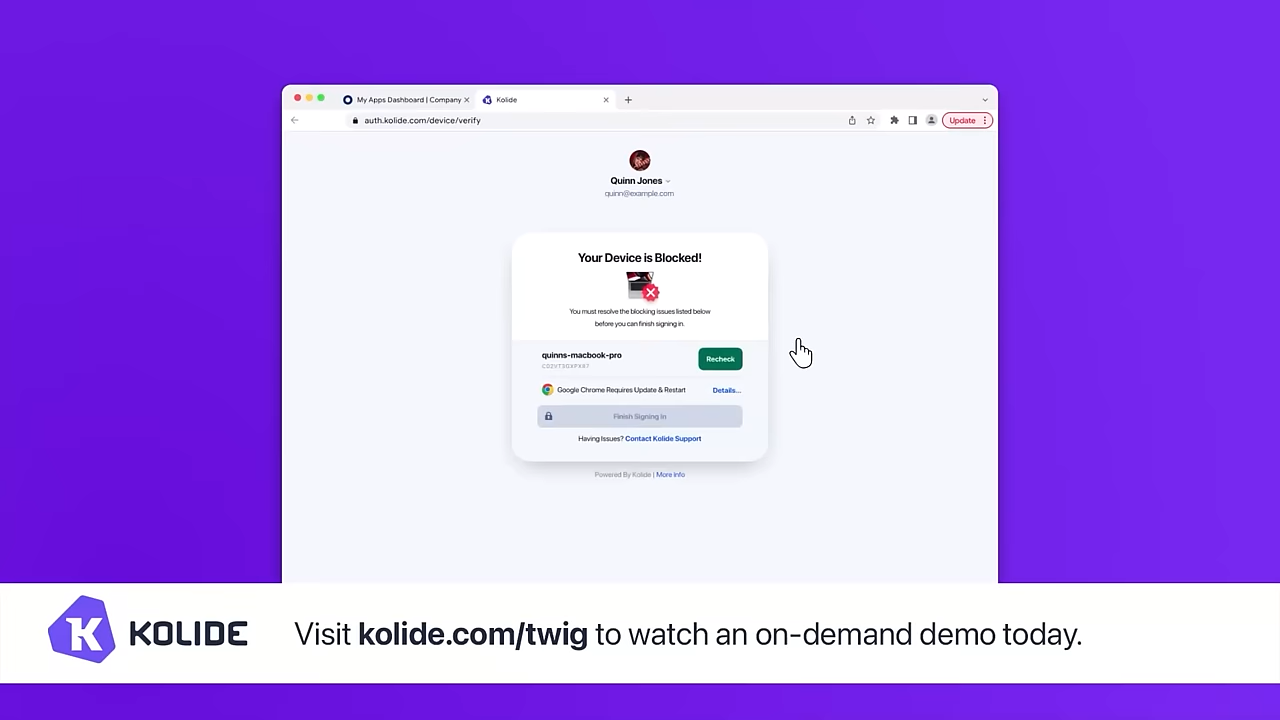 My Apps Dashboard | Company
Kolide
auth.kolide.com/device/verify
Update
Quinn Jones
quinn@example.com
Your Device is Blocked!
You must resolve the blocking issues listed below
before you can finish signing in.
quinns-macbook-pro
Recheck
Google Chrome Requires Update & Restart
Details...
Finish Signing In
Having Issues? Contact Kolide Support
Powered By Kolide | More info
KOLIDE
Visit kolide.com/twig to watch an on-demand demo today.